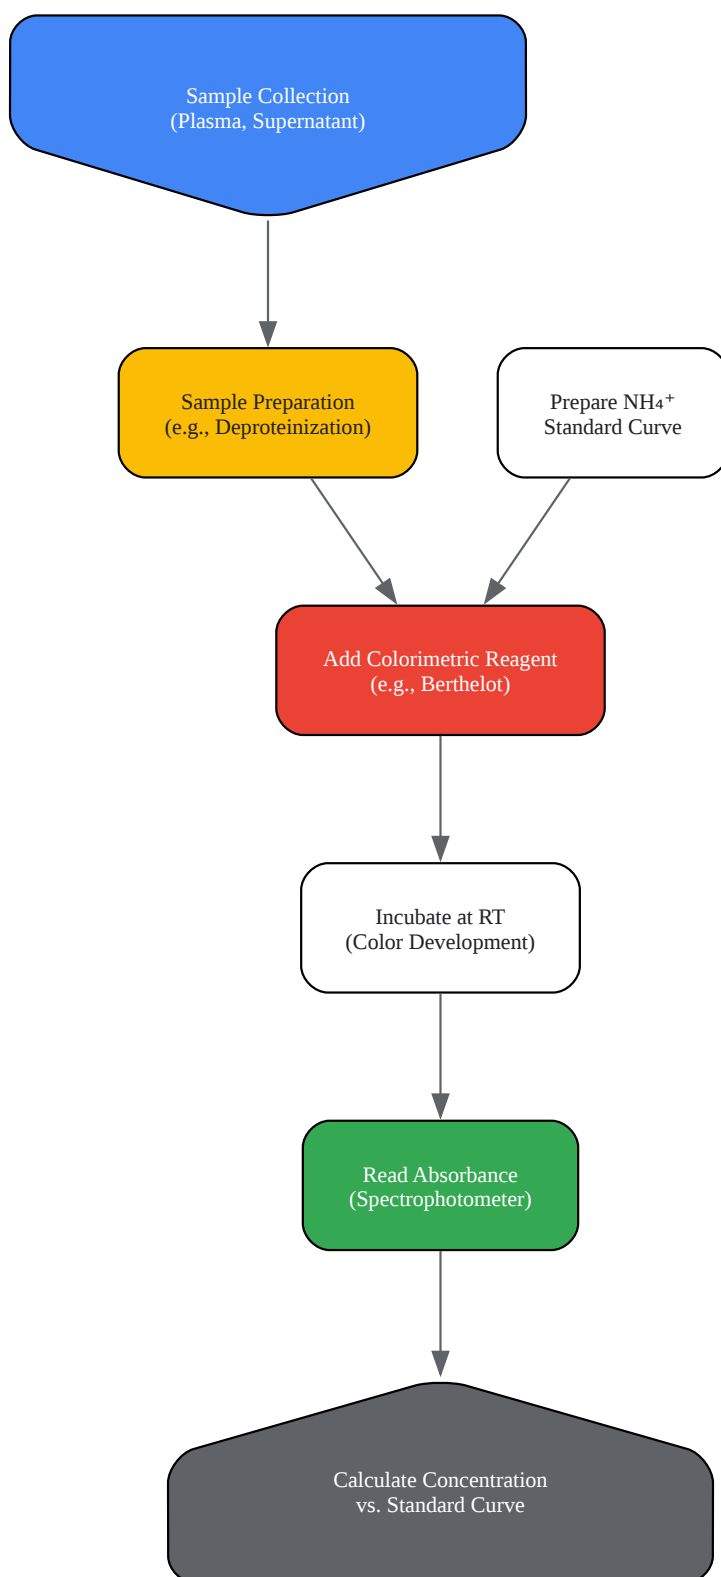 Sample Collection
(Plasma, Supernatant)
Sample Preparation
(e.g., Deproteinization)
Prepare NH₄⁺
Standard Curve
Add Colorimetric Reagent
(e.g., Berthelot)
Incubate at RT
(Color Development)
Read Absorbance
(Spectrophotometer)
Calculate Concentration
vs. Standard Curve